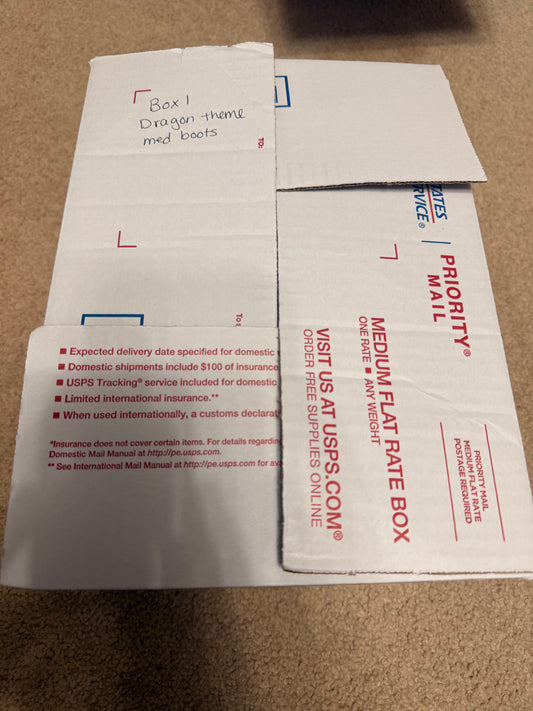 Box 1
Dragon theme
med boots
TO:
TATES
RVICE®
PRIORITY®
MAIL
To
■ Expected delivery date specified for domestic
■ Domestic shipments include $100 of insurance
■ USPS Tracking® service included for domestic
■ Limited international insurance.**
■ When used internationally, a customs declarat
*Insurance does not cover certain items. For details regardin
Domestic Mail Manual at http://pe.usps.com.
** See International Mail Manual at http://pe.usps.com for av
MEDIUM FLAT RATE BOX
ONE RATE ■ ANY WEIGHT
VISIT US AT USPS.COM®
ORDER FREE SUPPLIES ONLINE
PRIORITY MAIL
MEDIUM FLAT RATE
POSTAGE REQUIRED